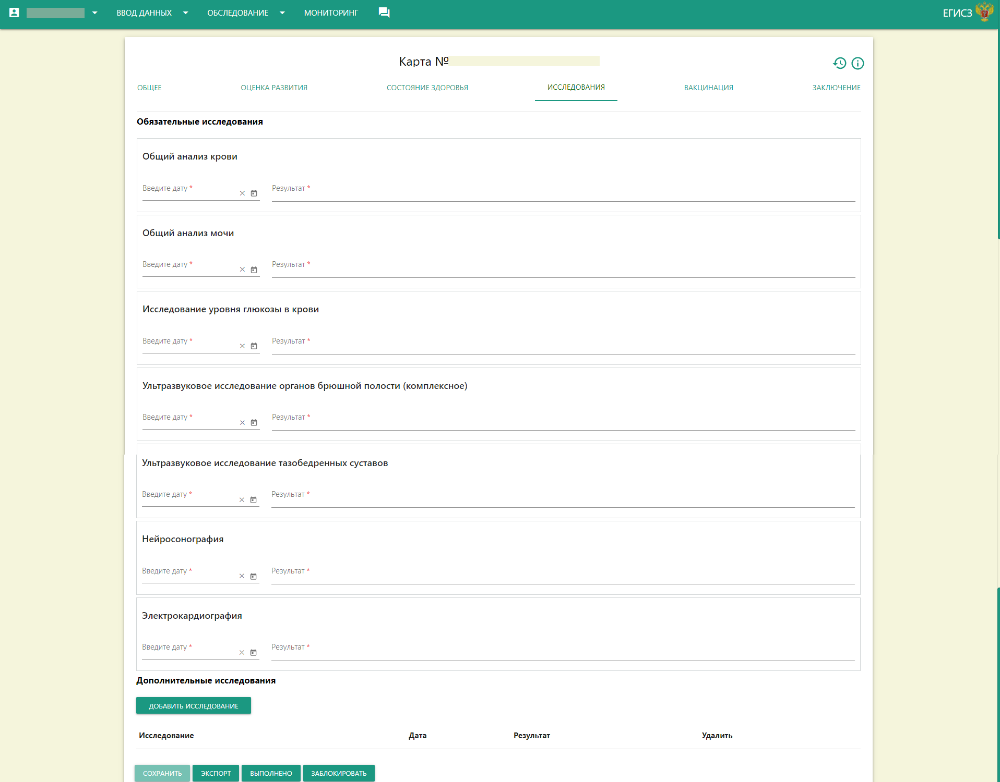 ВВОД ДАННЫХ ОБСЛЕДОВАНИЕ МОНИТОРИНГ ЕГИСЗ
Карта №
ОБЩЕЕ ОЦЕНКА РАЗВИТИЯ СОСТОЯНИЕ ЗДОРОВЬЯ ИССЛЕДОВАНИЯ ВАКЦИНАЦИЯ ЗАКЛЮЧЕНИЕ
Обязательные исследования
Общий анализ крови
Введите дату * Результат *
Общий анализ мочи
Введите дату * Результат *
Исследование уровня глюкозы в крови
Введите дату * Результат *
Ультразвуковое исследование органов брюшной полости (комплексное)
Введите дату * Результат *
Ультразвуковое исследование тазобедренных суставов
Введите дату * Результат *
Нейросонография
Введите дату * Результат *
Электрокардиография
Введите дату * Результат *
Дополнительные исследования
ДОБАВИТЬ ИССЛЕДОВАНИЕ
Исследование Дата Результат Удалить
СОХРАНИТЬ ЭКСПОРТ ВЫПОЛНЕНО ЗАБЛОКИРОВАТЬ